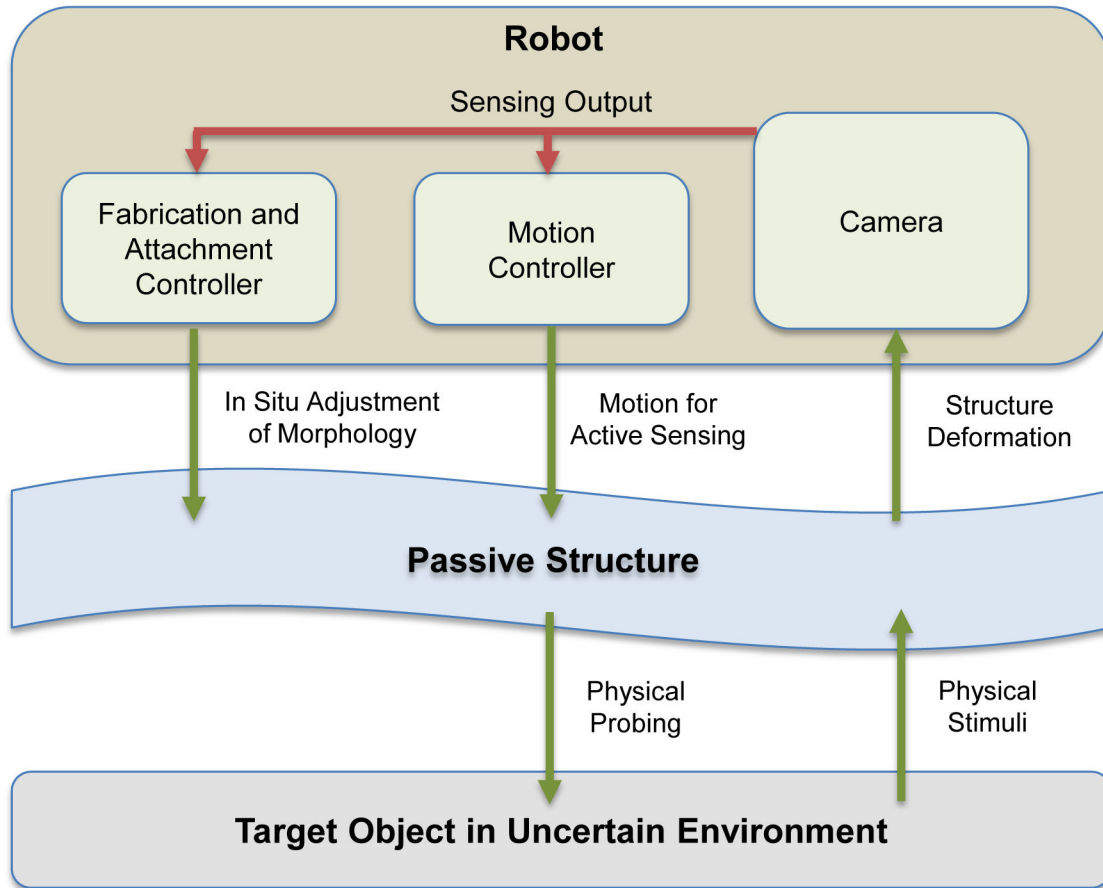 Robot
Sensing Output
Fabrication and
Attachment
Controller
Motion
Controller
Camera
In Situ Adjustment
of Morphology
Motion for
Active Sensing
Structure
Deformation
Passive Structure
Physical
Probing
Physical
Stimuli
Target Object in Uncertain Environment